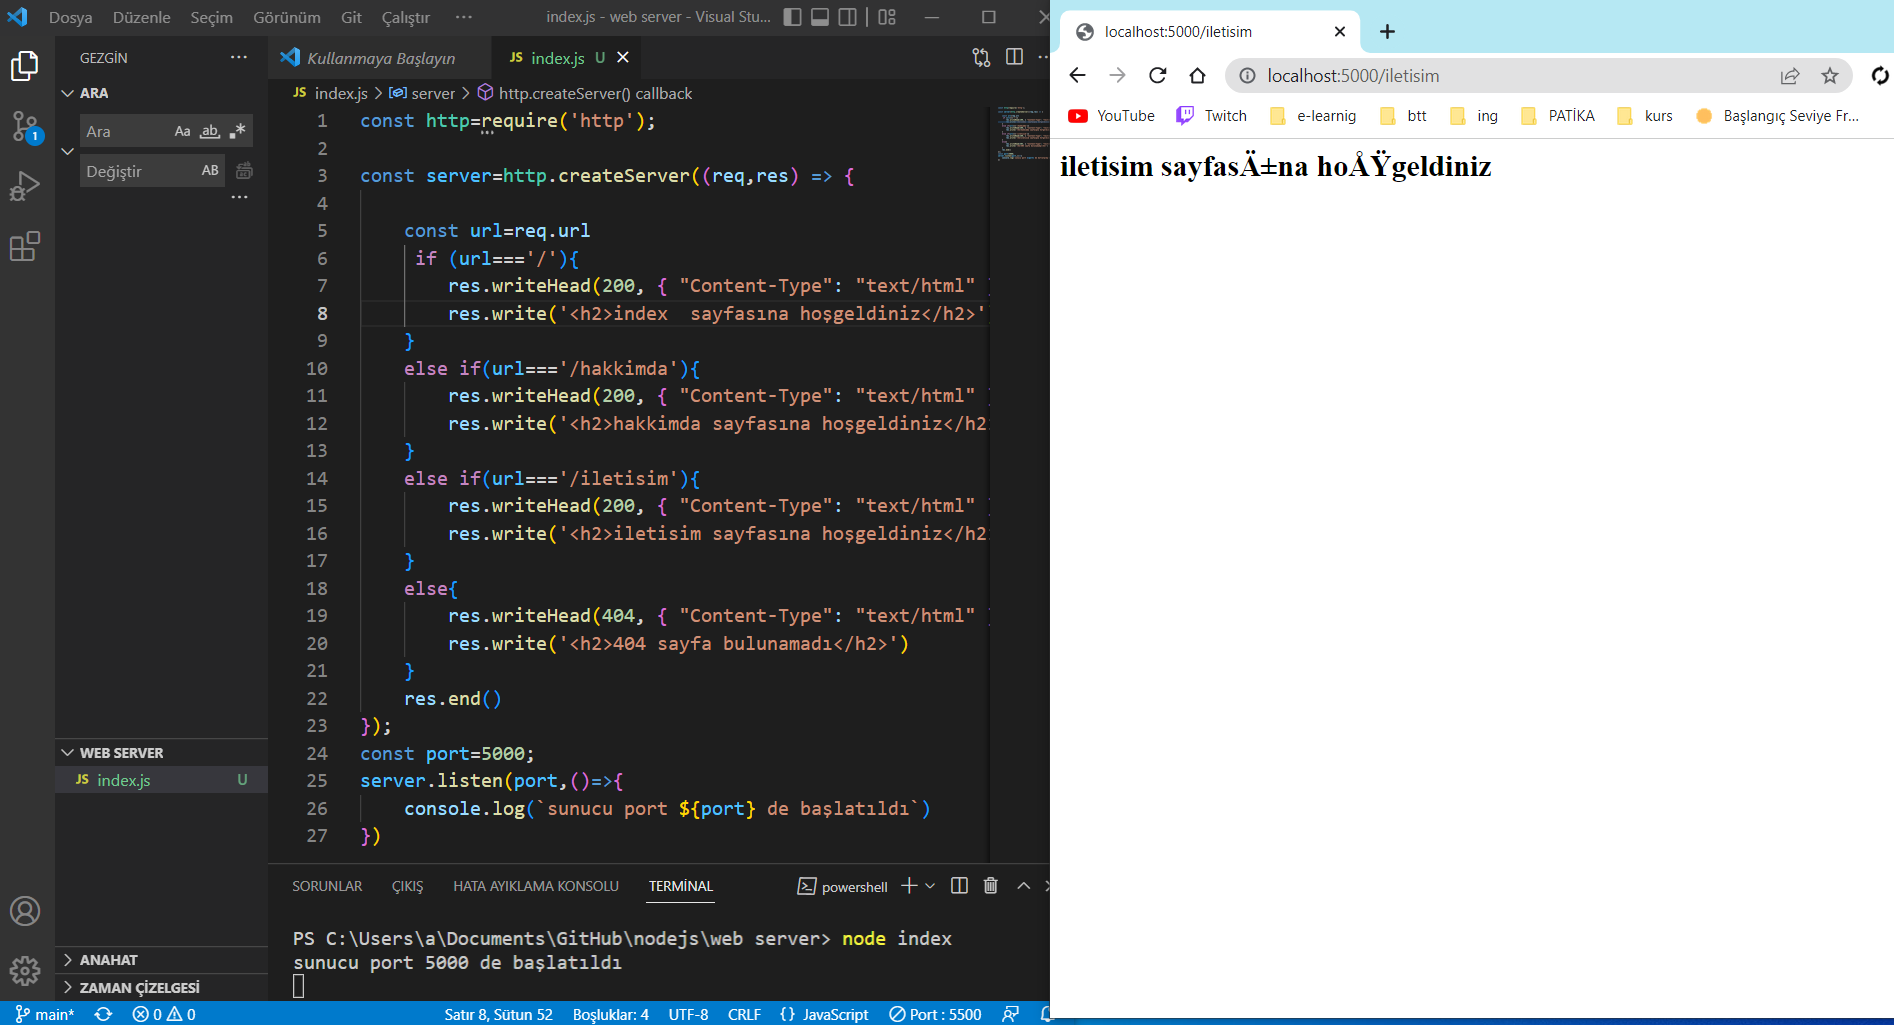 Dosya Düzenle Seçim Görünüm Git Çalıştır ··· index.js - web server - Visual Stu...
GEZGİN ···
ARA
Ara Aa ab
Değiştir AB
···
1
WEB SERVER
JS index.js U
ANAHAT
ZAMAN ÇİZELGESİ
Kullanmaya Başlayın JS index.js U
JS index.js > server > http.createServer() callback
1 const http=require('http');
2
3 const server=http.createServer((req,res) => {
4
5 const url=req.url
6 if (url==='/'){
7 res.writeHead(200, { "Content-Type": "text/html"
8 res.write('<h2>index  sayfasına hoşgeldiniz</h2>'
9 }
10 else if(url==='/hakkimda'){
11 res.writeHead(200, { "Content-Type": "text/html"
12 res.write('<h2>hakkimda sayfasına hoşgeldiniz</h2
13 }
14 else if(url==='/iletisim'){
15 res.writeHead(200, { "Content-Type": "text/html"
16 res.write('<h2>iletisim sayfasına hoşgeldiniz</h2
17 }
18 else{
19 res.writeHead(404, { "Content-Type": "text/html"
20 res.write('<h2>404 sayfa bulunamadı</h2>')
21 }
22 res.end()
23 });
24 const port=5000;
25 server.listen(port,()=>{
26 console.log(`sunucu port ${port} de başlatıldı`)
27 })
SORUNLAR ÇIKIŞ HATA AYIKLAMA KONSOLU TERMİNAL powershell
PS C:\Users\a\Documents\GitHub\nodejs\web server> node index
sunucu port 5000 de başlatıldı
main* 0 0 Satır 8, Sütun 52 Boşluklar: 4 UTF-8 CRLF {} JavaScript Port : 5500
localhost:5000/iletisim
localhost:5000/iletisim
YouTube Twitch e-learnig btt ing PATİKA kurs Başlangıç Seviye Fr...
iletisim sayfasÄ±na hoÅŸgeldiniz